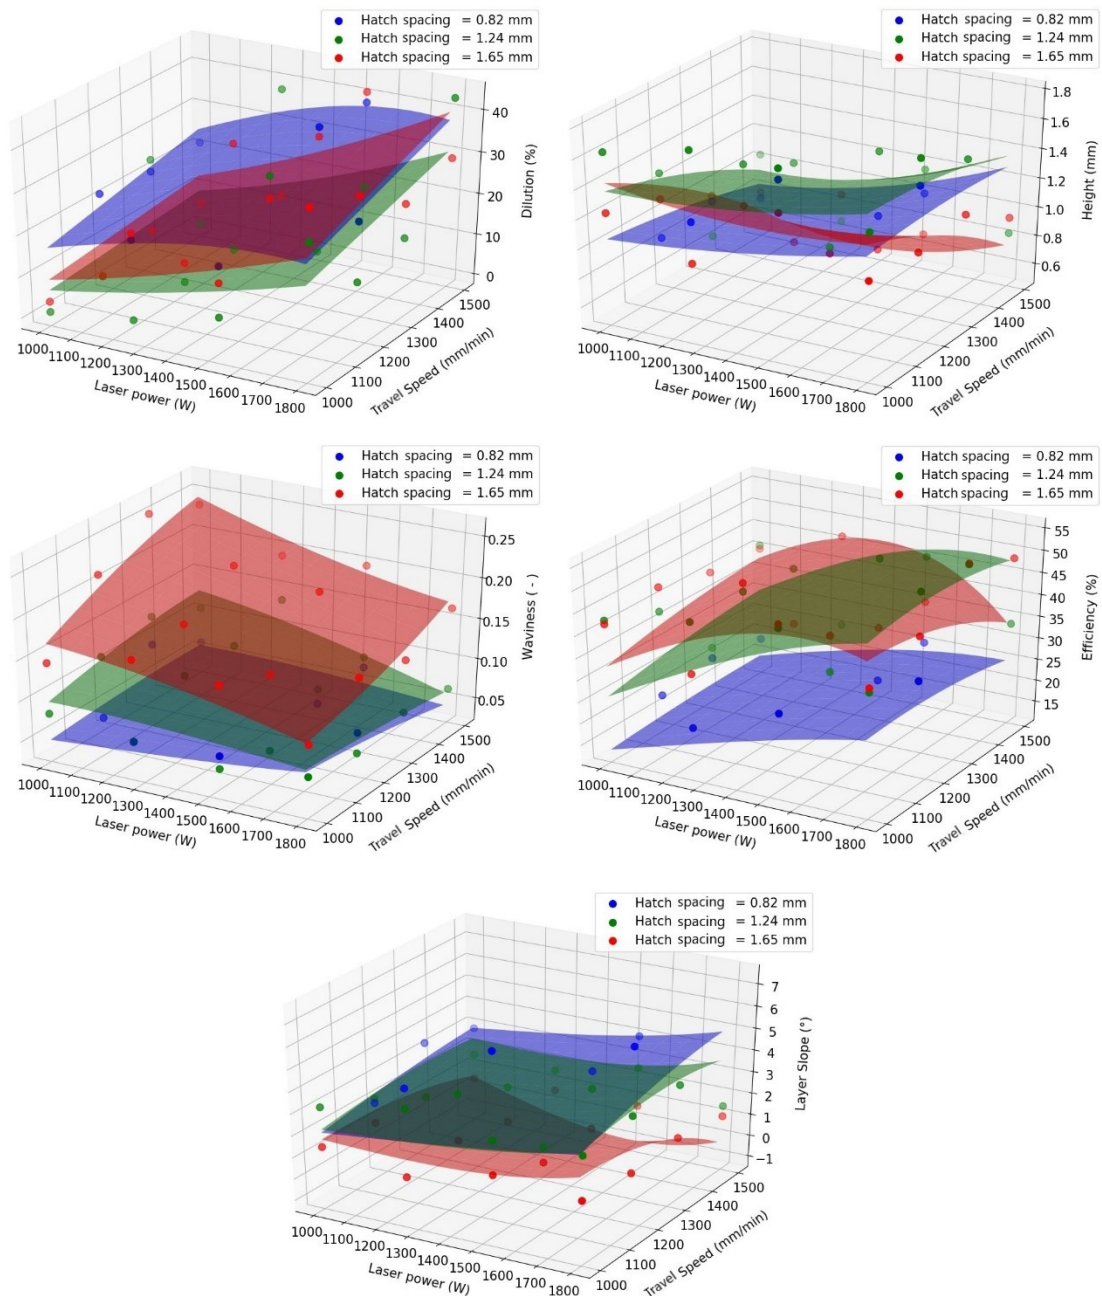 Hatch spacing = 0.82 mm
Hatch spacing = 1.24 mm
Hatch spacing = 1.65 mm
40
30
20
10
0
Dilution (%)
1000 1100 1200 1300 1400 1500 1600 1700 1800
Laser power (W)
1000 1100 1200 1300 1400 1500
Travel Speed (mm/min)
Hatch spacing = 0.82 mm
Hatch spacing = 1.24 mm
Hatch spacing = 1.65 mm
1.8
1.6
1.4
1.2
1.0
0.8
0.6
Height (mm)
1000 1100 1200 1300 1400 1500 1600 1700 1800
Laser power (W)
1000 1100 1200 1300 1400 1500
Travel Speed (mm/min)
Hatch spacing = 0.82 mm
Hatch spacing = 1.24 mm
Hatch spacing = 1.65 mm
0.25
0.20
0.15
0.10
0.05
Waviness ( - )
1000 1100 1200 1300 1400 1500 1600 1700 1800
Laser power (W)
1000 1100 1200 1300 1400 1500
Travel Speed (mm/min)
Hatch spacing = 0.82 mm
Hatch spacing = 1.24 mm
Hatch spacing = 1.65 mm
55
50
45
40
35
30
25
20
15
Efficiency (%)
1000 1100 1200 1300 1400 1500 1600 1700 1800
Laser power (W)
1000 1100 1200 1300 1400 1500
Travel Speed (mm/min)
Hatch spacing = 0.82 mm
Hatch spacing = 1.24 mm
Hatch spacing = 1.65 mm
7
6
5
4
3
2
1
0
−1
Layer Slope (°)
1000 1100 1200 1300 1400 1500 1600 1700 1800
Laser power (W)
1000 1100 1200 1300 1400 1500
Travel Speed (mm/min)